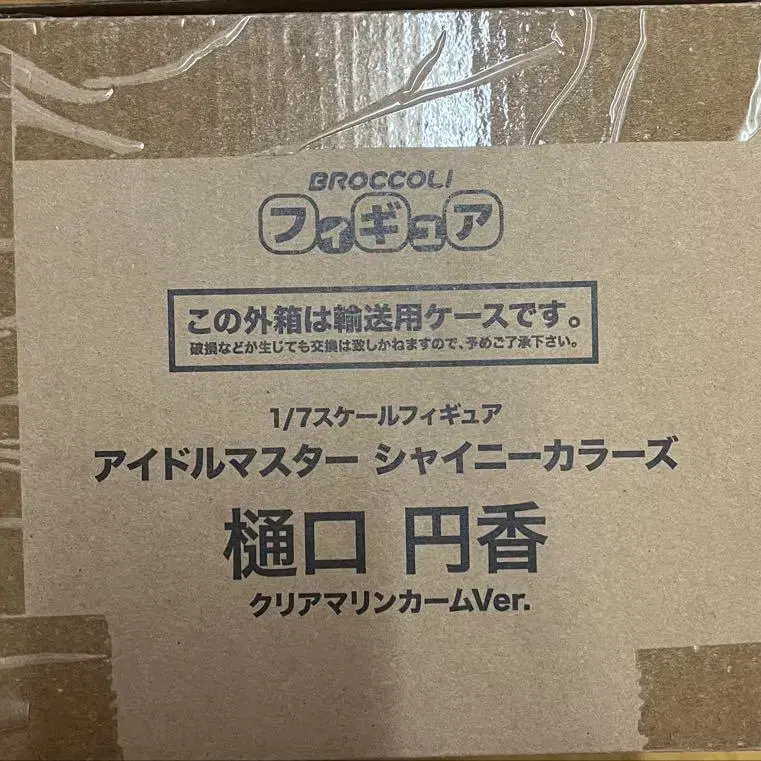 BROCCOLI
フィギュア
この外箱は輸送用ケースです。
破損などが生じても交換は致しかねますので、予めご了承下さい。
1/7スケールフィギュア
アイドルマスター シャイニーカラーズ
樋口 円香
クリアマリンカームVer.